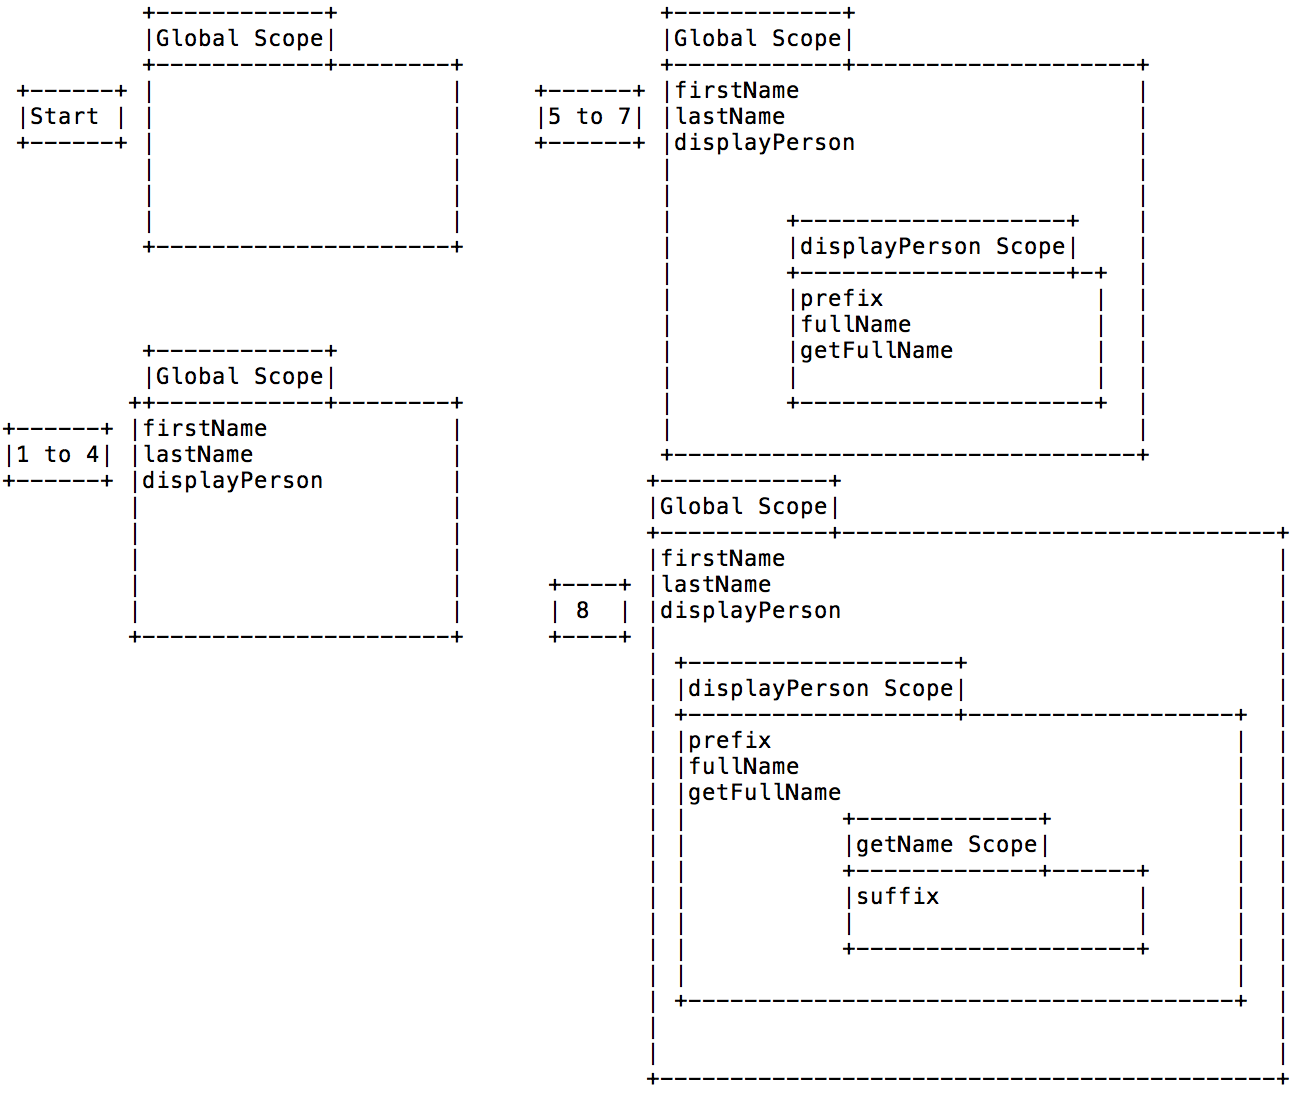 Global Scope
Start
Global Scope
1 to 4
firstName
lastName
displayPerson
Global Scope
5 to 7
firstName
lastName
displayPerson
displayPerson Scope
prefix
fullName
getFullName
Global Scope
8
firstName
lastName
displayPerson
displayPerson Scope
prefix
fullName
getFullName
getName Scope
suffix